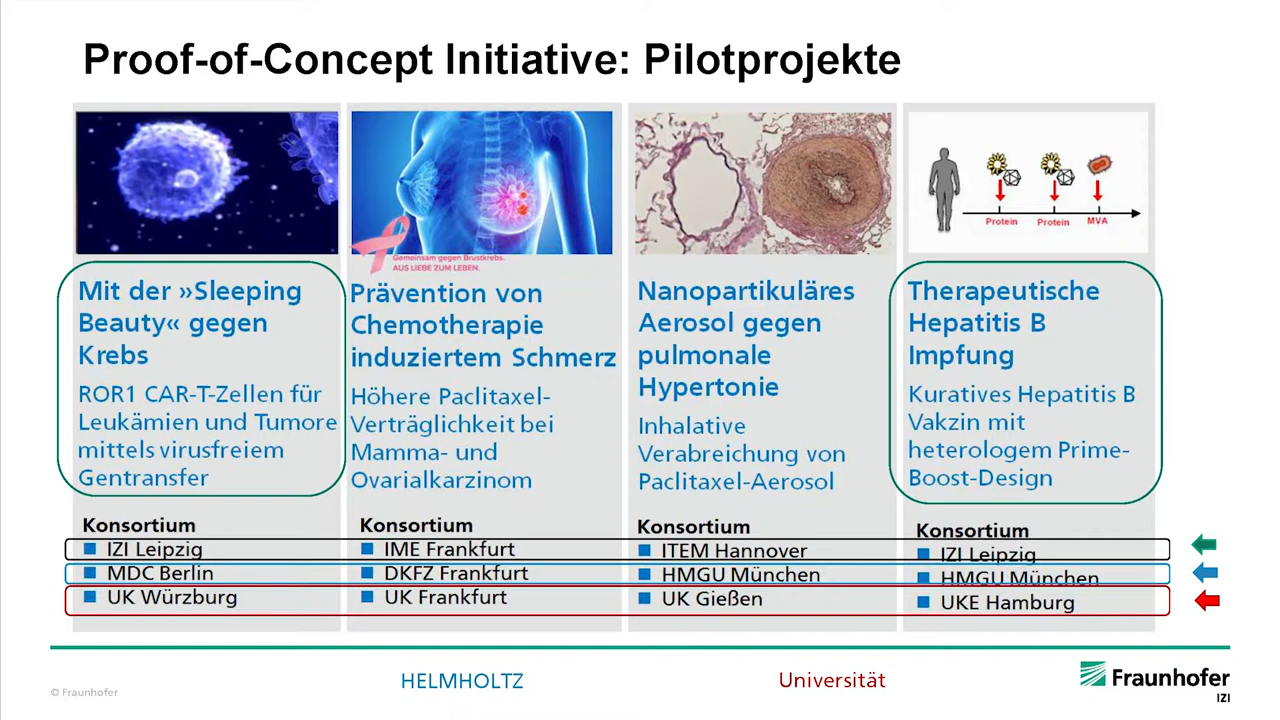 Proof-of-Concept Initiative: Pilotprojekte
Gemeinsam gegen Brustkrebs.
AUS LIEBE ZUM LEBEN.
Protein
Protein
MVA
Mit der »Sleeping
Beauty« gegen
Krebs
ROR1 CAR-T-Zellen für
Leukämien und Tumore
mittels virusfreiem
Gentransfer
Konsortium
IZI Leipzig
MDC Berlin
UK Würzburg
Prävention von
Chemotherapie
induziertem Schmerz
Höhere Paclitaxel-
Verträglichkeit bei
Mamma- und
Ovarialkarzinom
Konsortium
IME Frankfurt
DKFZ Frankfurt
UK Frankfurt
Nanopartikuläres
Aerosol gegen
pulmonale
Hypertonie
Inhalative
Verabreichung von
Paclitaxel-Aerosol
Konsortium
ITEM Hannover
HMGU München
UK Gießen
Therapeutische
Hepatitis B
Impfung
Kuratives Hepatitis B
Vakzin mit
heterologem Prime-
Boost-Design
Konsortium
IZI Leipzig
HMGU München
UKE Hamburg
© Fraunhofer
HELMHOLTZ
Universität
Fraunhofer
IZI